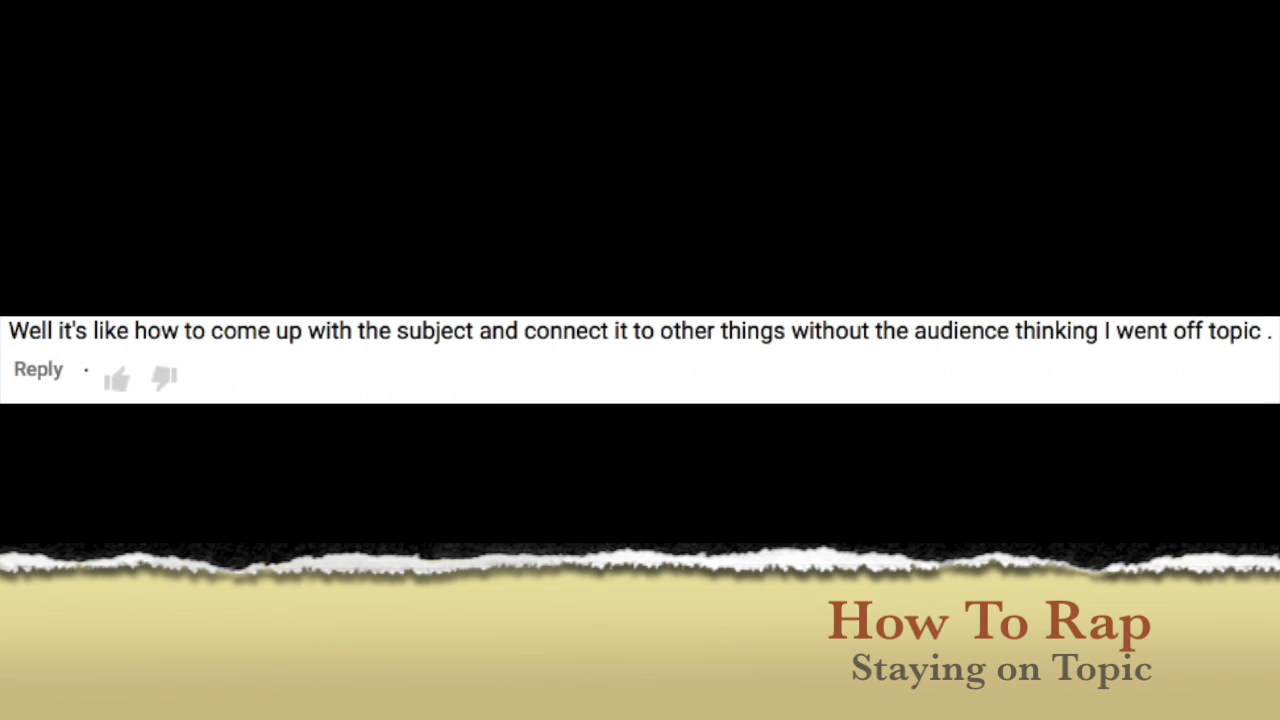 Well it's like how to come up with the subject and connect it to other things without the audience thinking I went off topic .
Reply ·
How To Rap
Staying on Topic